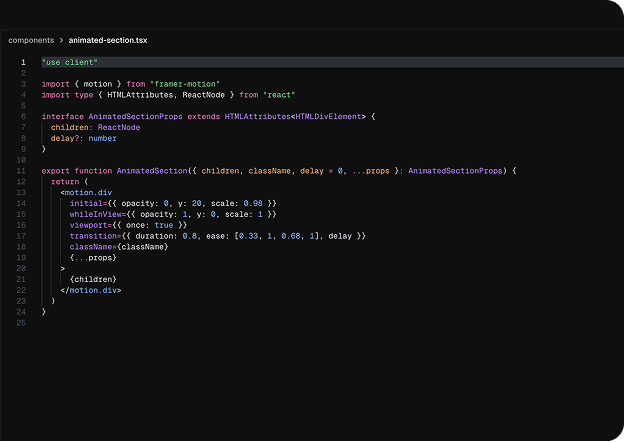 components > animated-section.tsx
1 "use client"
2
3 import { motion } from "framer-motion"
4 import type { HTMLAttributes, ReactNode } from "react"
5
6 interface AnimatedSectionProps extends HTMLAttributes<HTMLDivElement> {
7   children: ReactNode
8   delay?: number
9 }
10
11 export function AnimatedSection({ children, className, delay = 0, ...props }: AnimatedSectionProps) {
12   return (
13     <motion.div
14       initial={{ opacity: 0, y: 20, scale: 0.98 }}
15       whileInView={{ opacity: 1, y: 0, scale: 1 }}
16       viewport={{ once: true }}
17       transition={{ duration: 0.8, ease: [0.33, 1, 0.68, 1], delay }}
18       className={className}
19       {...props}
20     >
21       {children}
22     </motion.div>
23   )
24 }
25